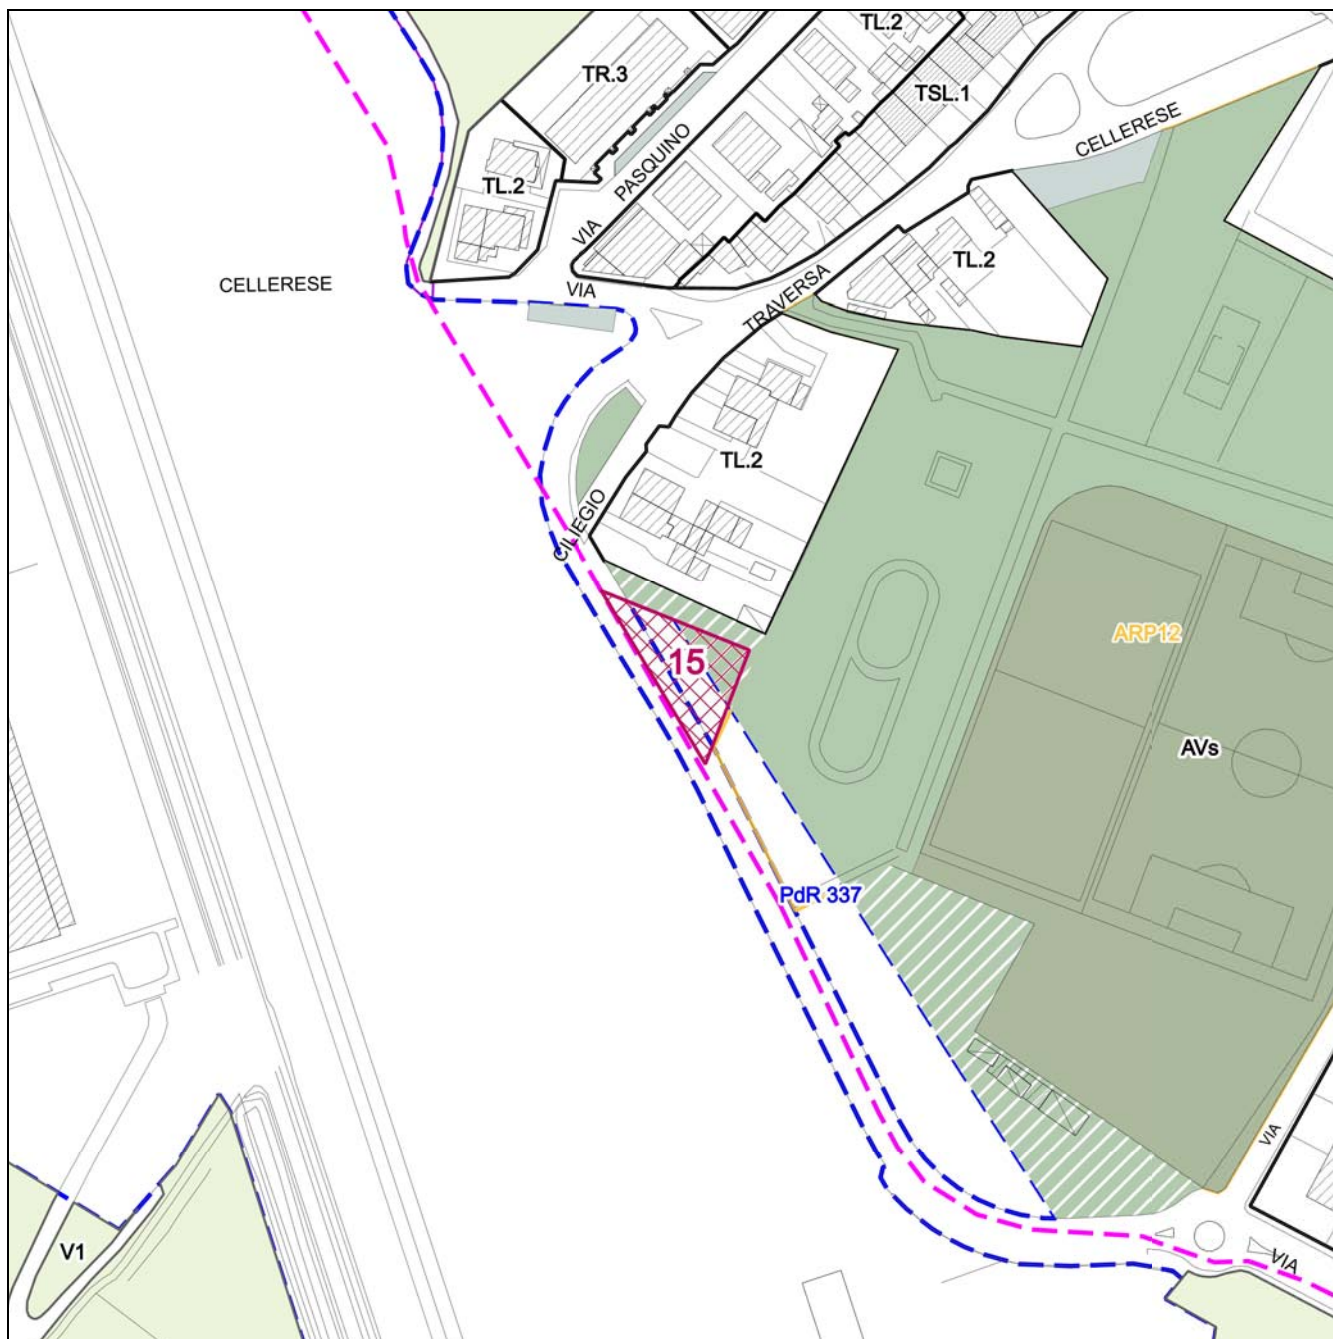 TL.2
TR.3
TSL.1
CELLERESE
PASQUINO
TL.2
VIA
TL.2
CELLERESE
VIA
TRAVERSA
TL.2
CILIEGIO
ARP12
15
AVs
PdR 337
VIA
V1
VIA